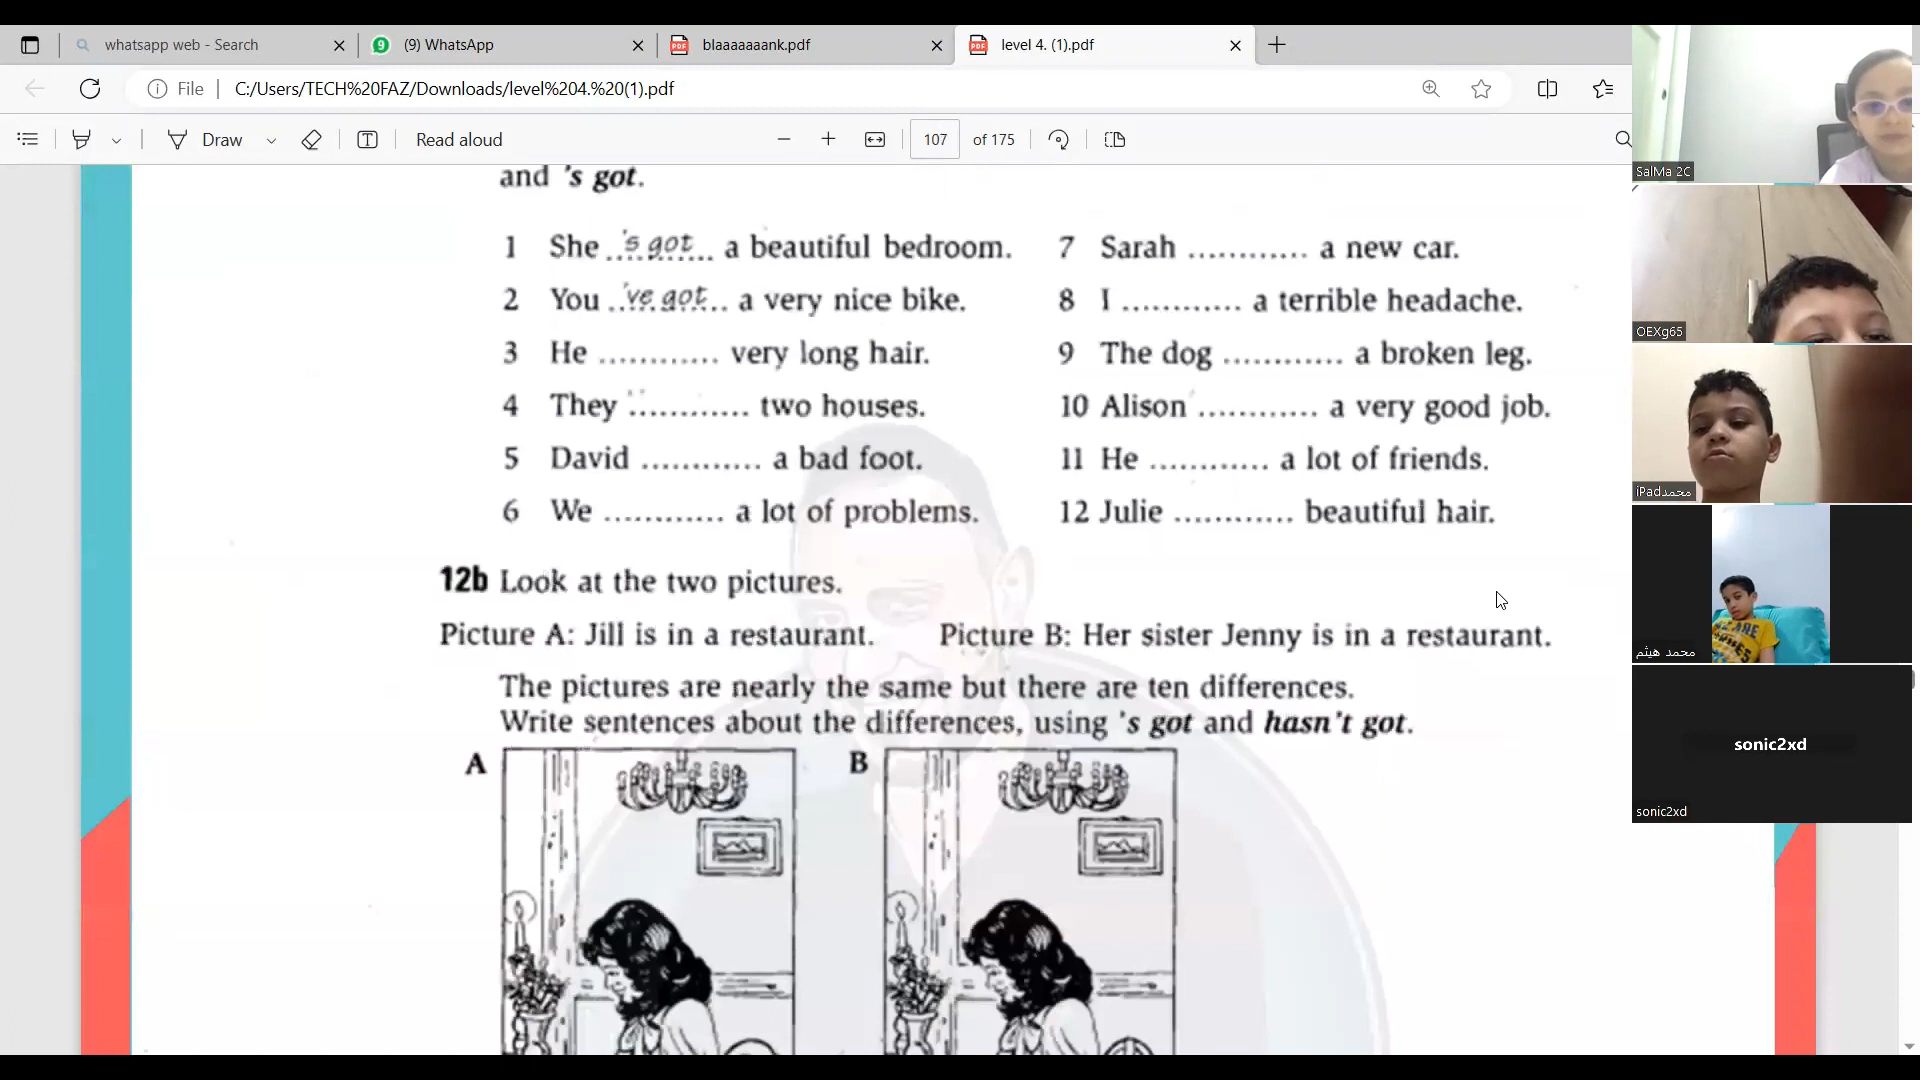 whatsapp web - Search
(9) WhatsApp
blaaaaaaank.pdf
level 4. (1).pdf
File
C:/Users/TECH%20FAZ/Downloads/level%204.%20(1).pdf
Draw
Read aloud
107 of 175
and 's got.
1 She 's got a beautiful bedroom.
2 You 've got a very nice bike.
3 He ............ very long hair.
4 They ............ two houses.
5 David ............ a bad foot.
6 We ............ a lot of problems.
7 Sarah ............ a new car.
8 I ............ a terrible headache.
9 The dog ............ a broken leg.
10 Alison ............ a very good job.
11 He ............ a lot of friends.
12 Julie ............ beautiful hair.
12b Look at the two pictures.
Picture A: Jill is in a restaurant. Picture B: Her sister Jenny is in a restaurant.
The pictures are nearly the same but there are ten differences.
Write sentences about the differences, using 's got and hasn't got.
A
B
SalMa 2C
OEXg65
iPadمحمد
محمد هيثم
sonic2xd
sonic2xd